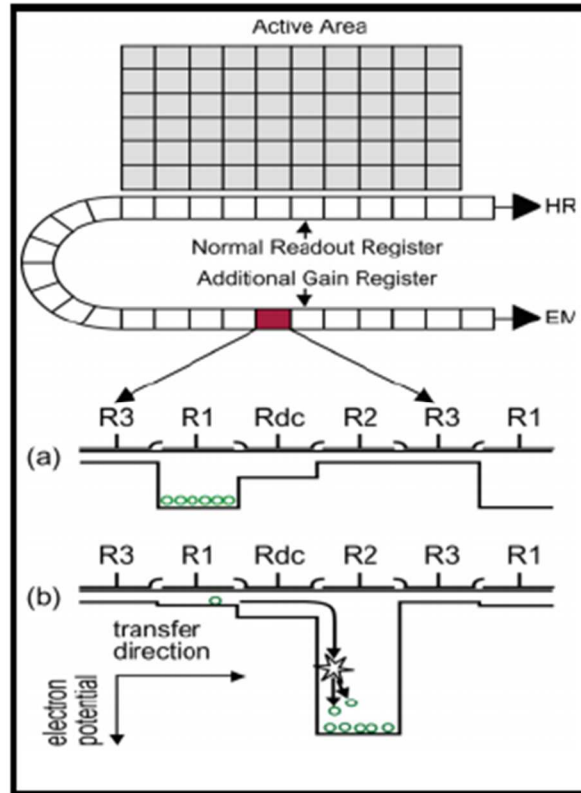 Active Area
HR
Normal Readout Register
Additional Gain Register
EM
R3 R1 Rdc R2 R3 R1
(a)
R3 R1 Rdc R2 R3 R1
(b)
transfer
direction
electron
potential